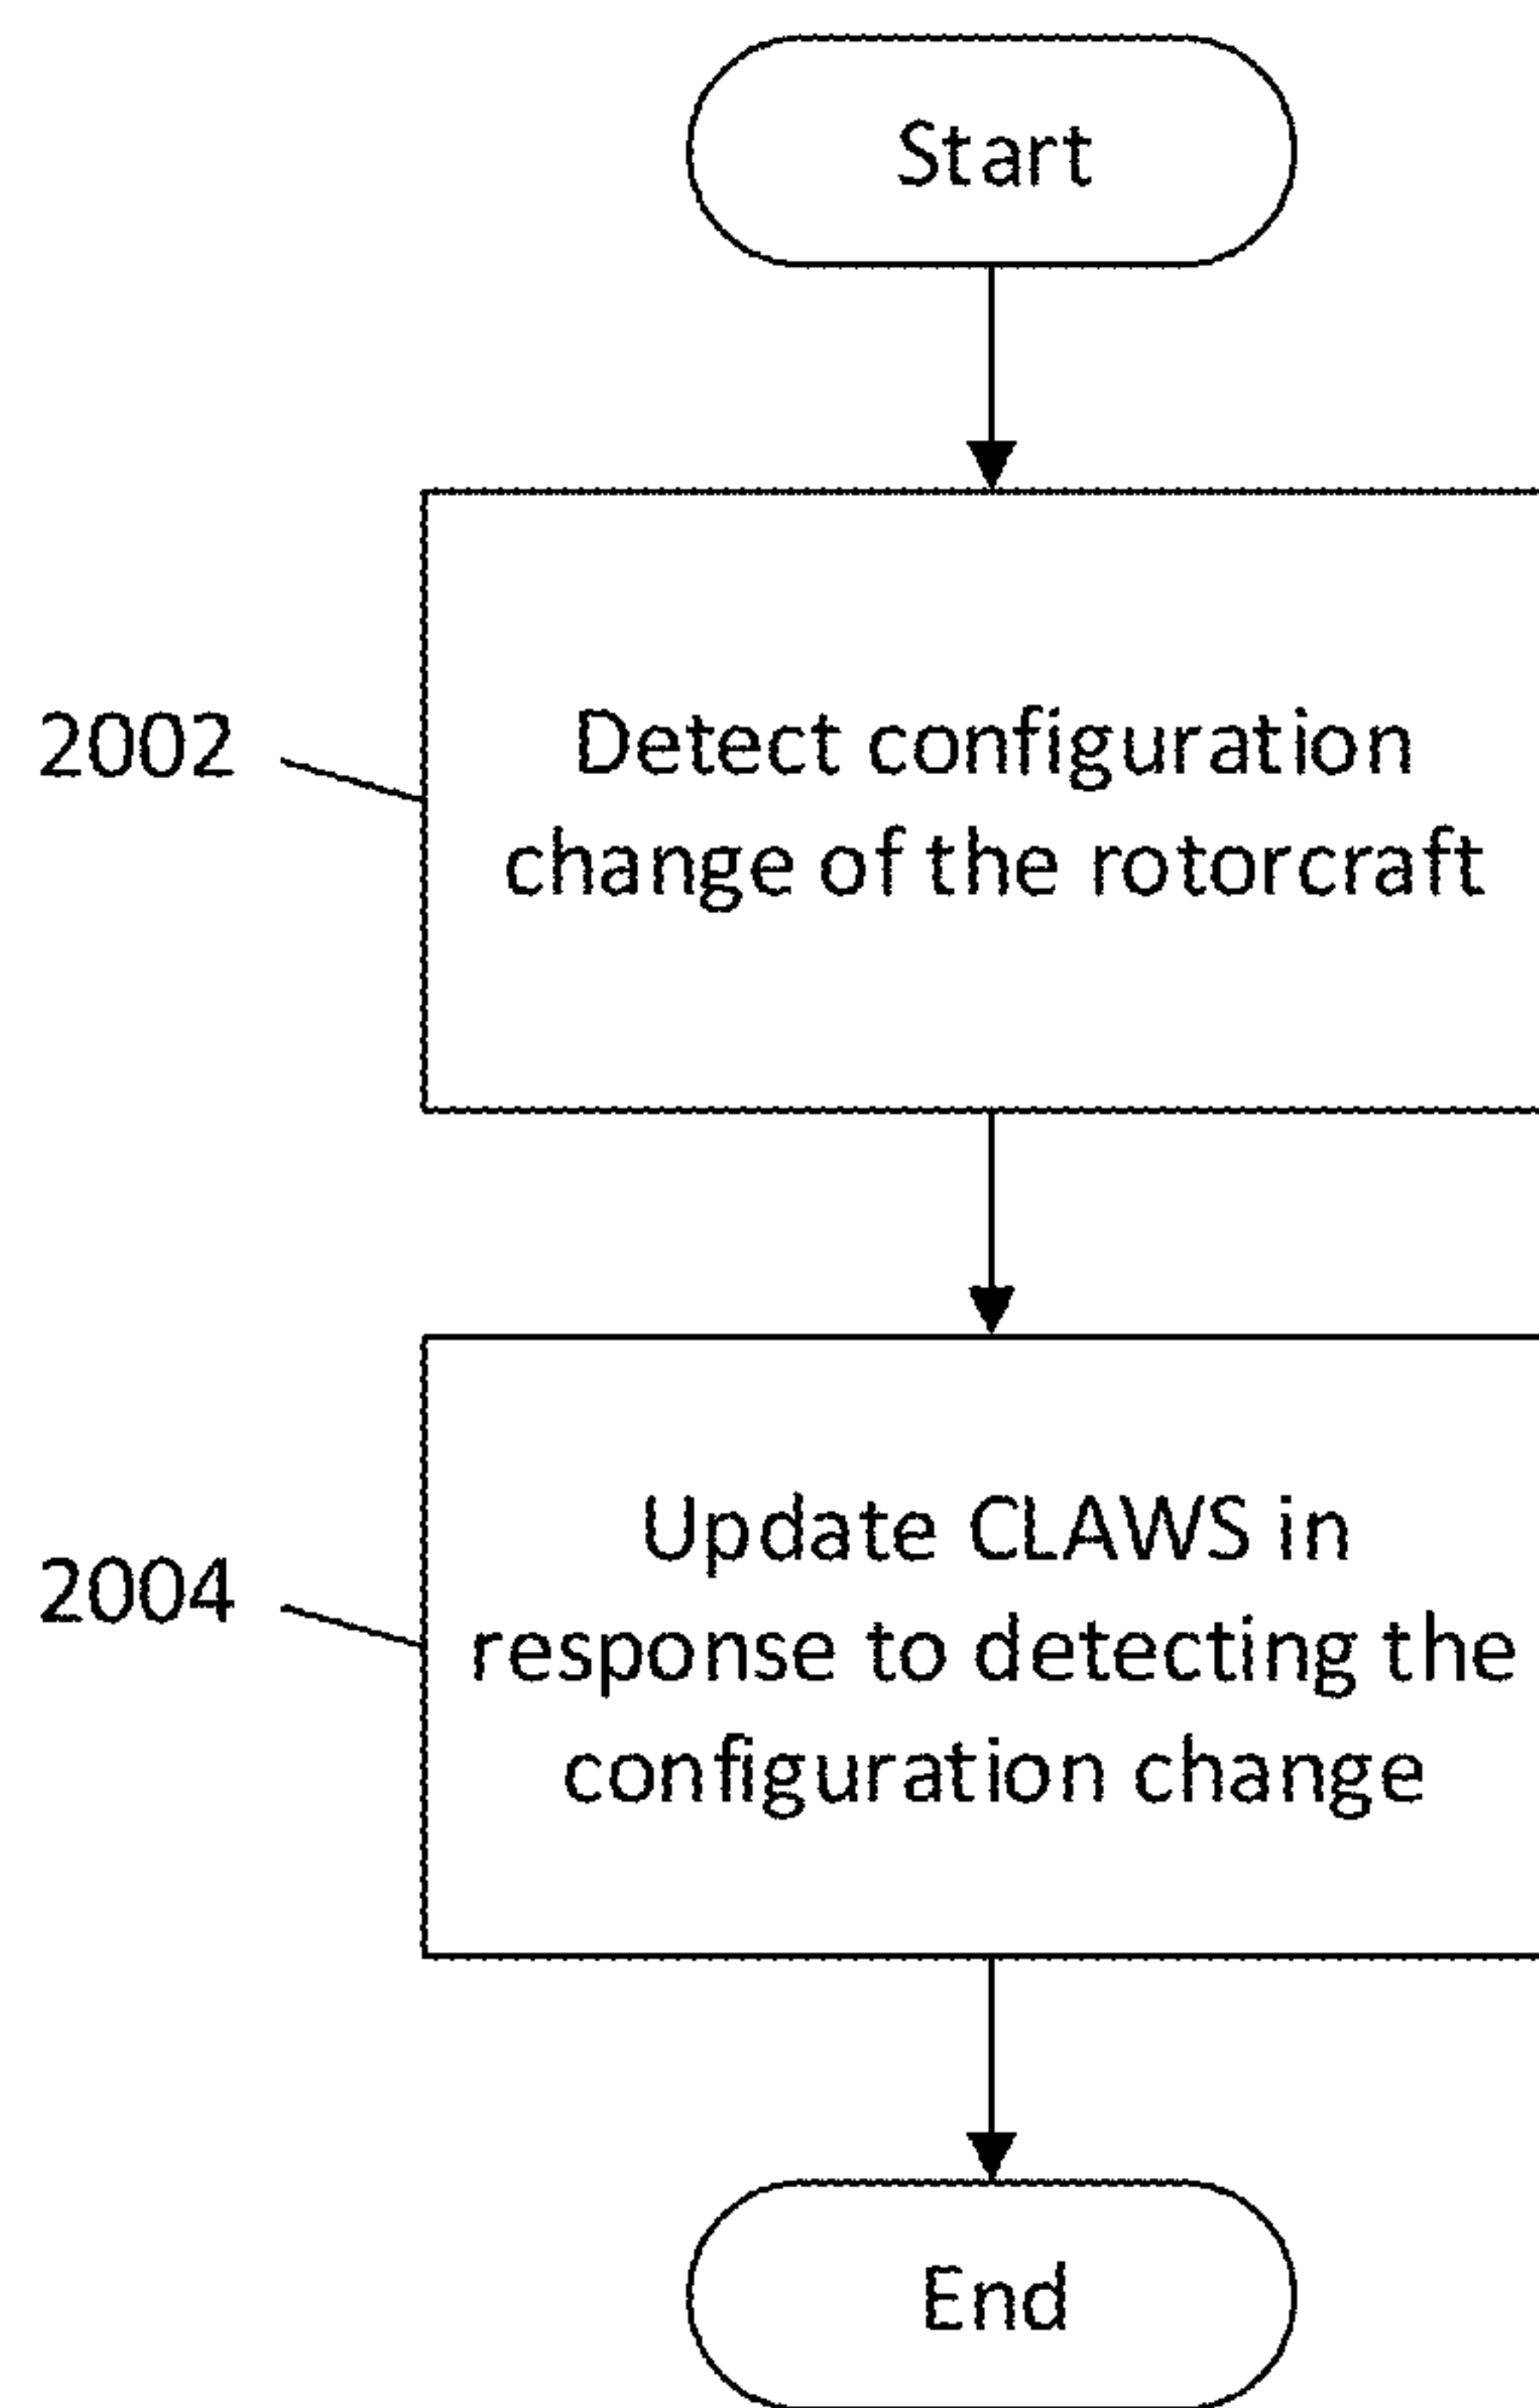 Start
2002
Detect configuration
change of the rotorcraft
2004
Update CLAWS in
response to detecting the
configuration change
End